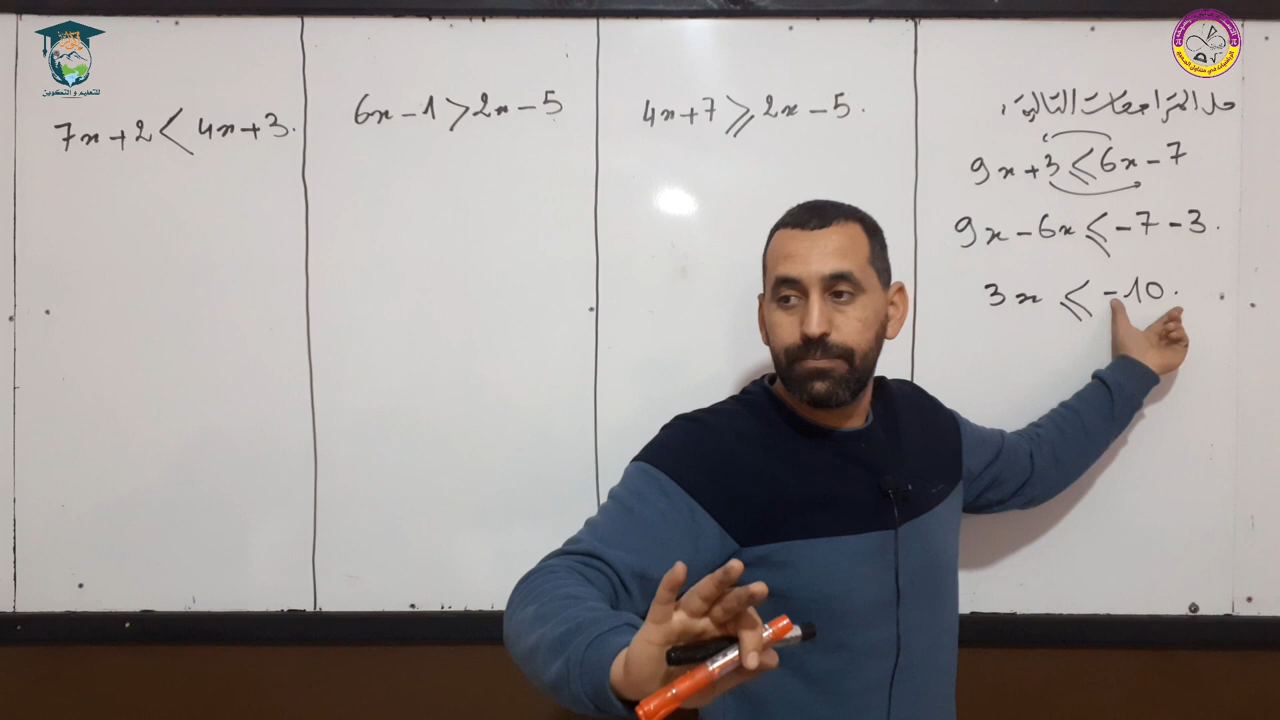 حل المتراجحات التالية:
9x + 3 ⩽ 6x - 7
9x - 6x ⩽ -7 - 3.
3x ⩽ -10.
4x + 7 ⩾ 2x - 5.
6x - 1 > 2x - 5
7x + 2 < 4x + 3.
للتعليم و التكوين